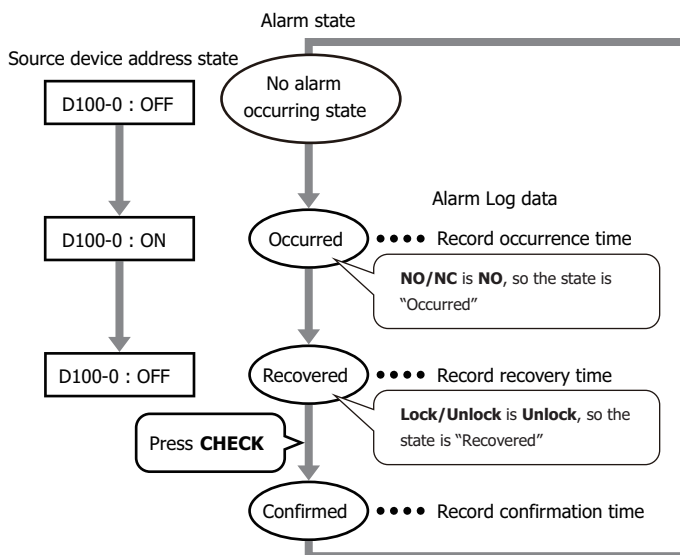 Alarm state
Source device address state
No alarm
occurring state
D100-0 : OFF
Alarm Log data
D100-0 : ON
Occurred
•••• Record occurrence time
NO/NC is NO, so the state is
“Occurred”
D100-0 : OFF
Recovered
•••• Record recovery time
Lock/Unlock is Unlock, so the
state is “Recovered”
Press CHECK
Confirmed
•••• Record confirmation time